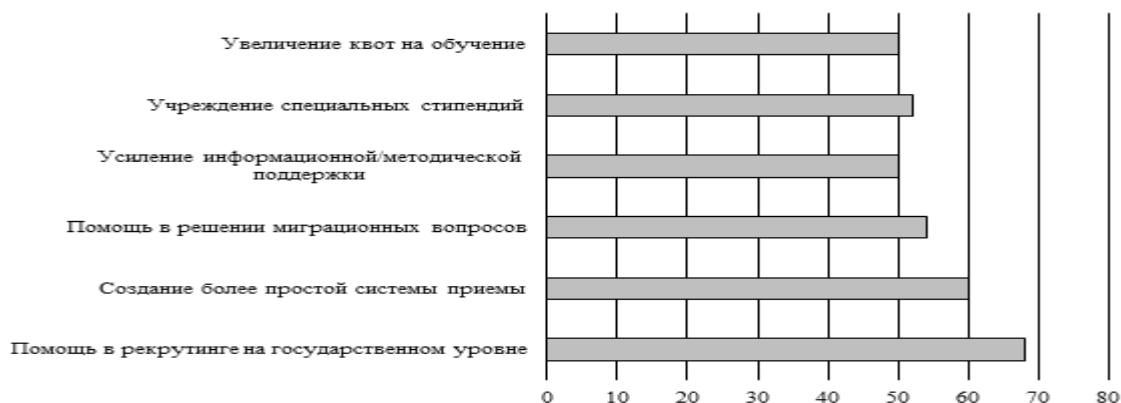 Увеличение квот на обучение
Учреждение специальных стипендий
Усиление информационной/методической
поддержки
Помощь в решении миграционных вопросов
Создание более простой системы приемы
Помощь в рекрутинге на государственном уровне
0 10 20 30 40 50 60 70 80